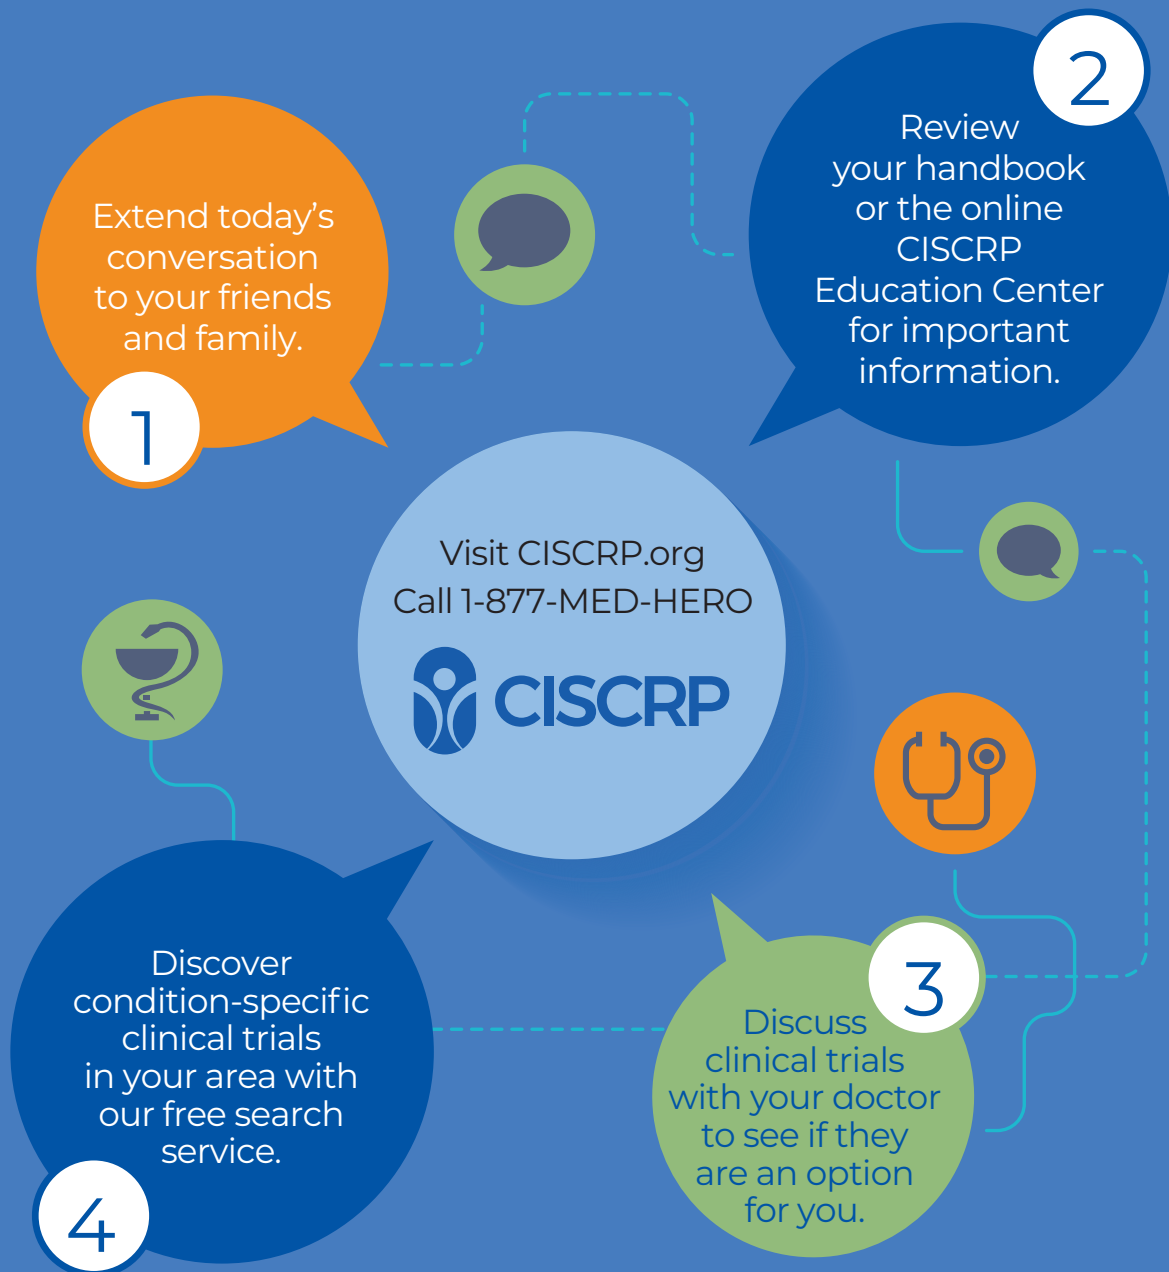 1
Extend today's
conversation
to your friends
and family.
2
Review
your handbook
or the online
CISCRP
Education Center
for important
information.
Visit CISCRP.org
Call 1-877-MED-HERO
CISCRP
3
Discuss
clinical trials
with your doctor
to see if they
are an option
for you.
4
Discover
condition-specific
clinical trials
in your area with
our free search
service.